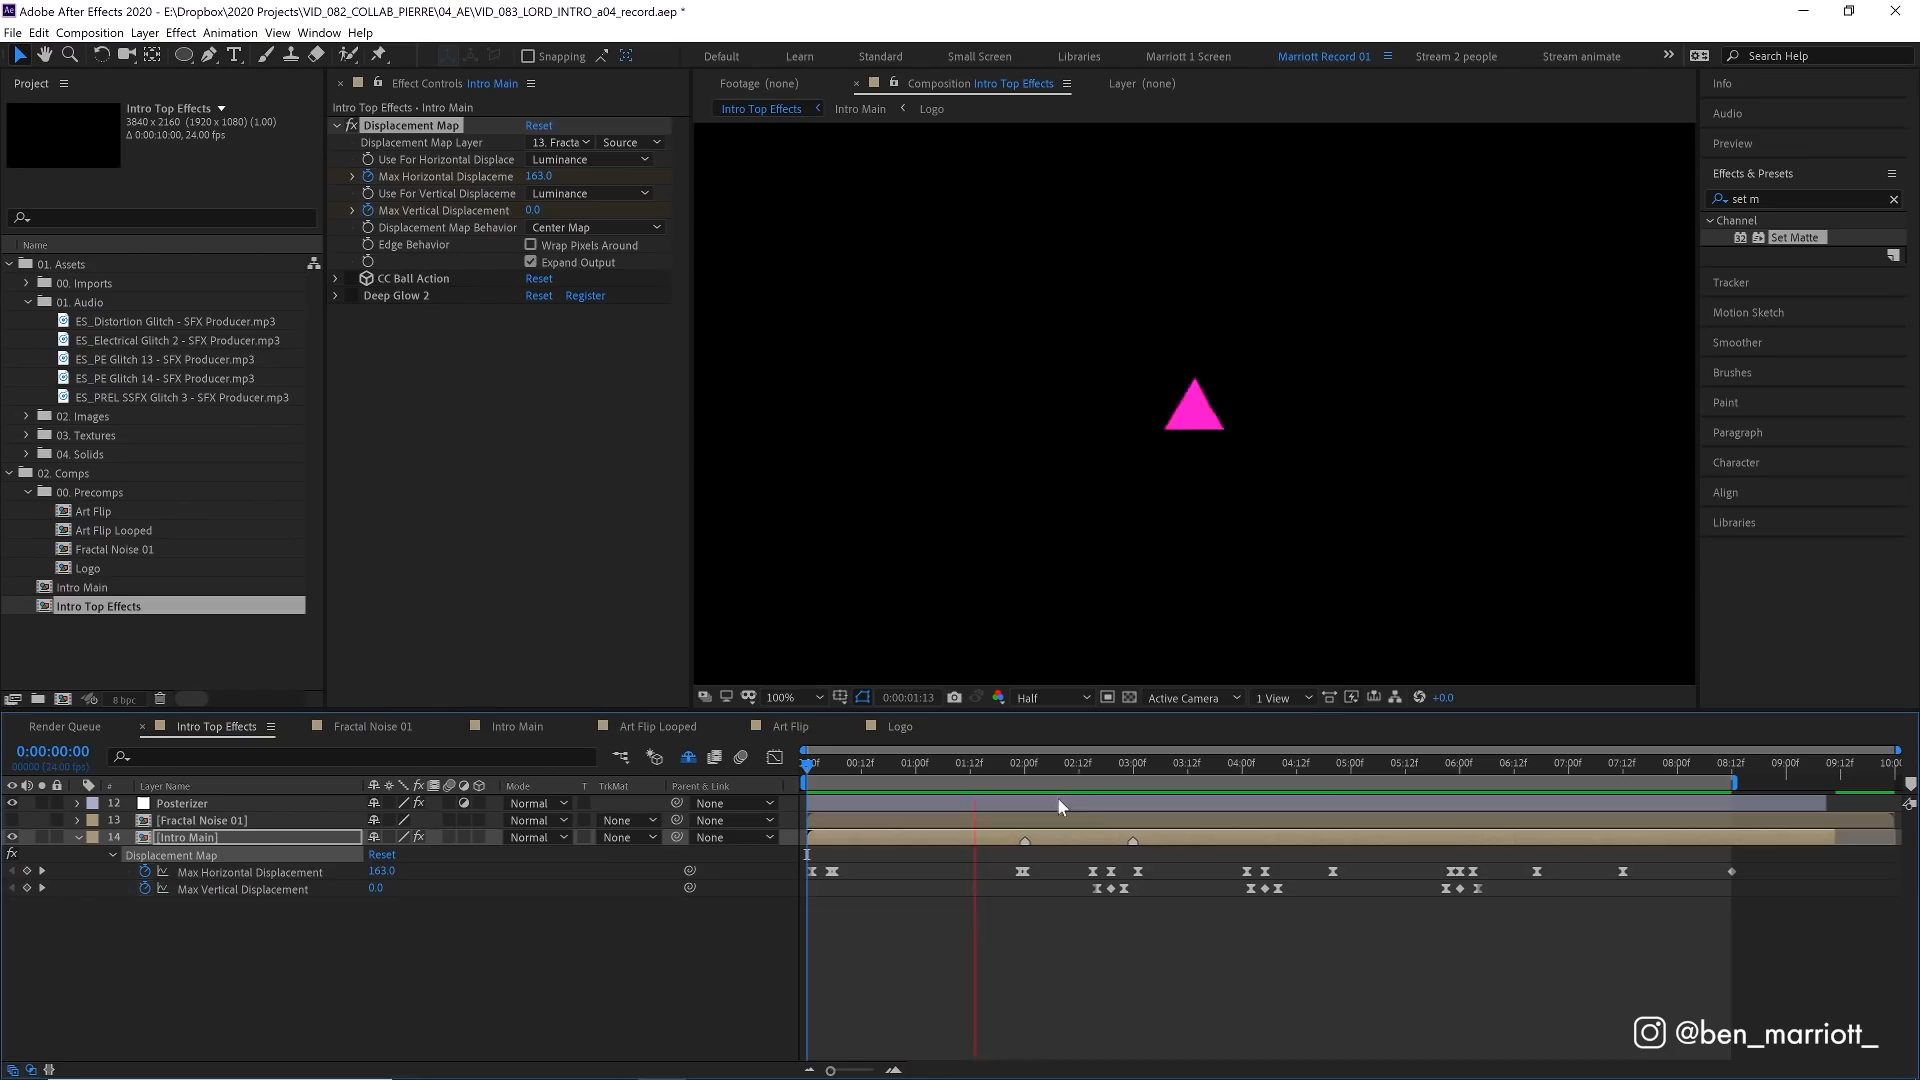 Adobe After Effects 2020 - E:\Dropbox\2020 Projects\VID_082_COLLAB_PIERRE\04_AE\VID_083_LORD_INTRO_a04_record.aep *
File Edit Composition Layer Effect Animation View Window Help
Snapping
Default Learn Standard Small Screen Libraries Marriott 1 Screen Marriott Record 01 Stream 2 people Stream animate
Search Help
Project
Intro Top Effects
3840 x 2160 (1920 x 1080) (1.00)
Δ 0:00:10:00, 24.00 fps
Name
01. Assets
00. Imports
01. Audio
ES_Distortion Glitch - SFX Producer.mp3
ES_Electrical Glitch 2 - SFX Producer.mp3
ES_PE Glitch 13 - SFX Producer.mp3
ES_PE Glitch 14 - SFX Producer.mp3
ES_PREL SSFX Glitch 3 - SFX Producer.mp3
02. Images
03. Textures
04. Solids
02. Comps
00. Precomps
Art Flip
Art Flip Looped
Fractal Noise 01
Logo
Intro Main
Intro Top Effects
8 bpc
Effect Controls Intro Main
Intro Top Effects • Intro Main
fx Displacement Map Reset
Displacement Map Layer 13. Fracta Source
Use For Horizontal Displace Luminance
Max Horizontal Displaceme 163.0
Use For Vertical Displaceme Luminance
Max Vertical Displacement 0.0
Displacement Map Behavior Center Map
Edge Behavior Wrap Pixels Around
Expand Output
CC Ball Action Reset
Deep Glow 2 Reset Register
Footage (none) Composition Intro Top Effects Layer (none)
Intro Top Effects Intro Main Logo
100% 0:00:01:13 Half Active Camera 1 View +0.0
Info
Audio
Preview
Effects & Presets
set m
Channel
32 Set Matte
Tracker
Motion Sketch
Smoother
Brushes
Paint
Paragraph
Character
Align
Libraries
Render Queue Intro Top Effects Fractal Noise 01 Intro Main Art Flip Looped Art Flip Logo
0:00:00:00
00000 (24.00 fps)
# Layer Name fx Mode T TrkMat Parent & Link
12 Posterizer fx Normal None
13 [Fractal Noise 01] Normal None None
14 [Intro Main] fx Normal None None
fx Displacement Map Reset
Max Horizontal Displacement 163.0
Max Vertical Displacement 0.0
00:12f 01:00f 01:12f 02:00f 02:12f 03:00f 03:12f 04:00f 04:12f 05:00f 05:12f 06:00f 06:12f 07:00f 07:12f 08:00f 08:12f 09:00f 09:12f 10:00
@ben_marriott_